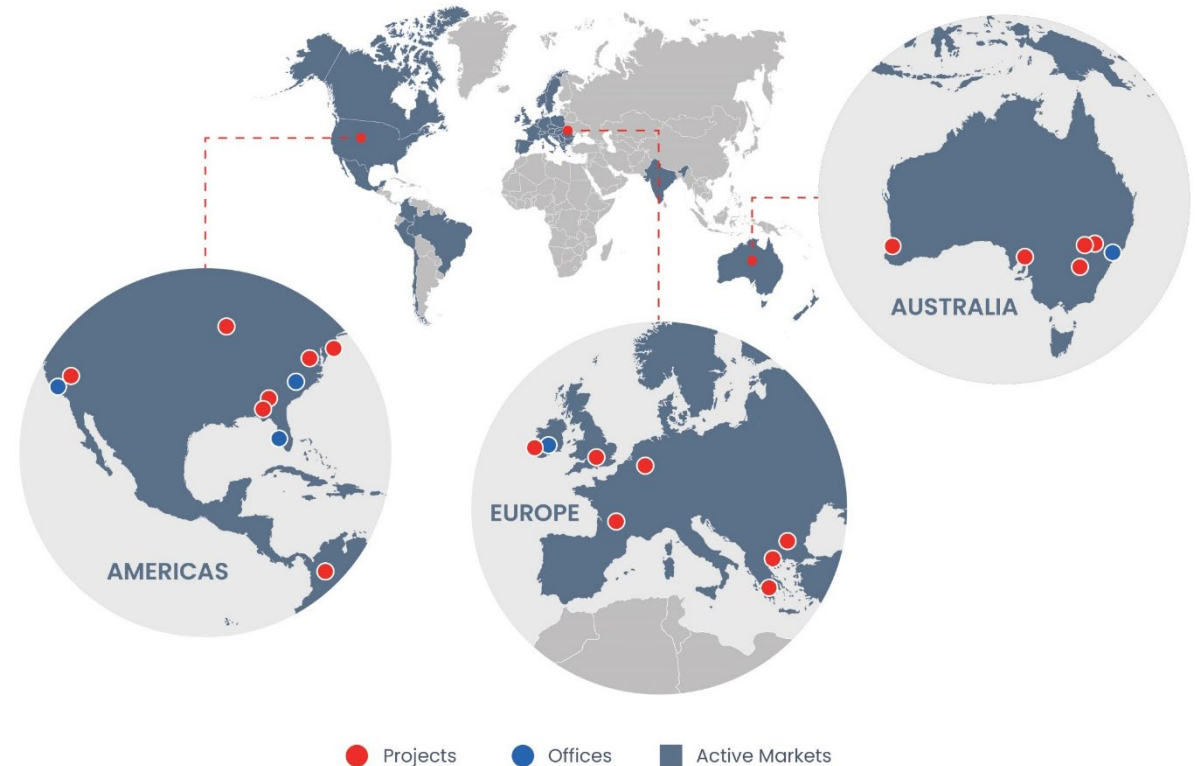 AUSTRALIA
EUROPE
AMERICAS
Projects
Offices
Active Markets